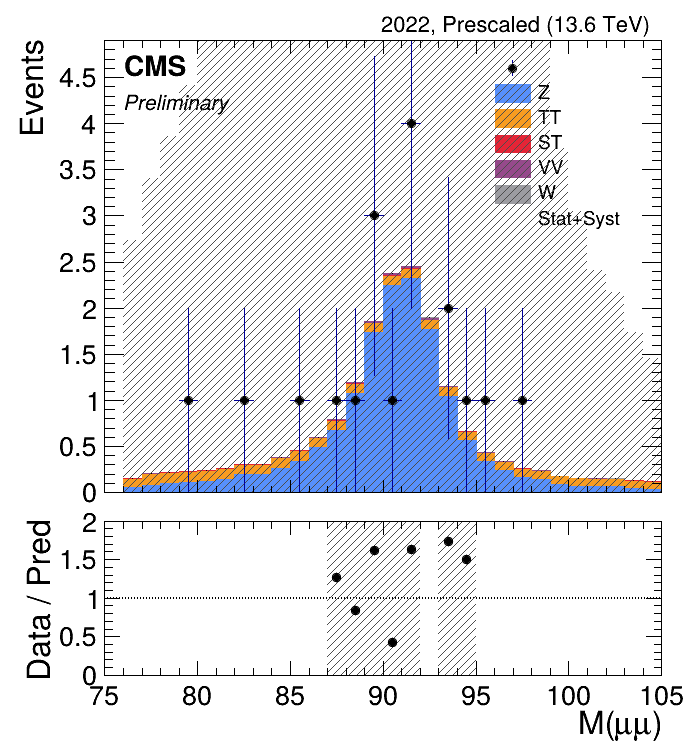 2022, Prescaled (13.6 TeV)
CMS
Preliminary
Z
TT
ST
VV
W
Stat+Syst
Events
4.5
4
3.5
3
2.5
2
1.5
1
0.5
0
Data / Pred
2
1.5
1
0.5
0
75 80 85 90 95 100 105
M(μμ)